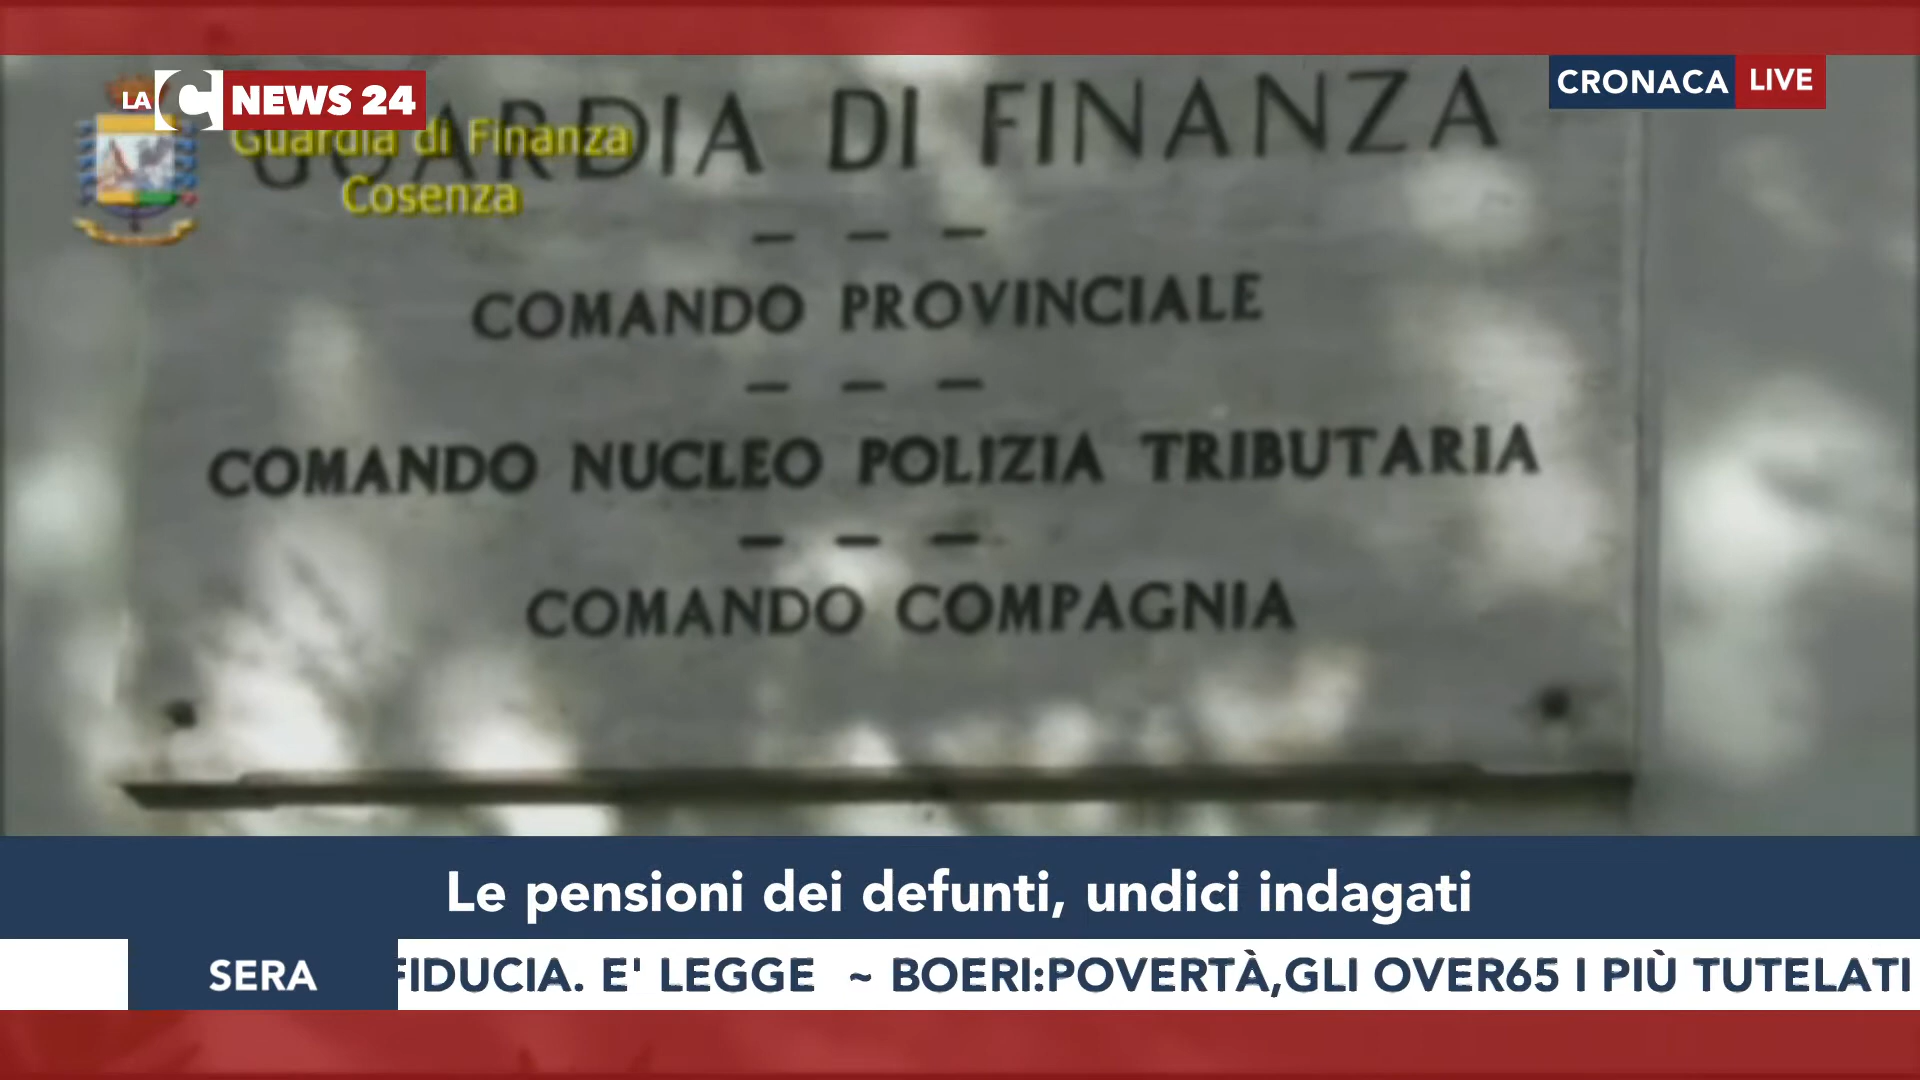 LA C NEWS 24
CRONACA LIVE
Guardia di Finanza
Cosenza
GUARDIA DI FINANZA
COMANDO PROVINCIALE
COMANDO NUCLEO POLIZIA TRIBUTARIA
COMANDO COMPAGNIA
Le pensioni dei defunti, undici indagati
SERA
FIDUCIA. E' LEGGE ~ BOERI:POVERTÀ,GLI OVER65 I PIÙ TUTELATI